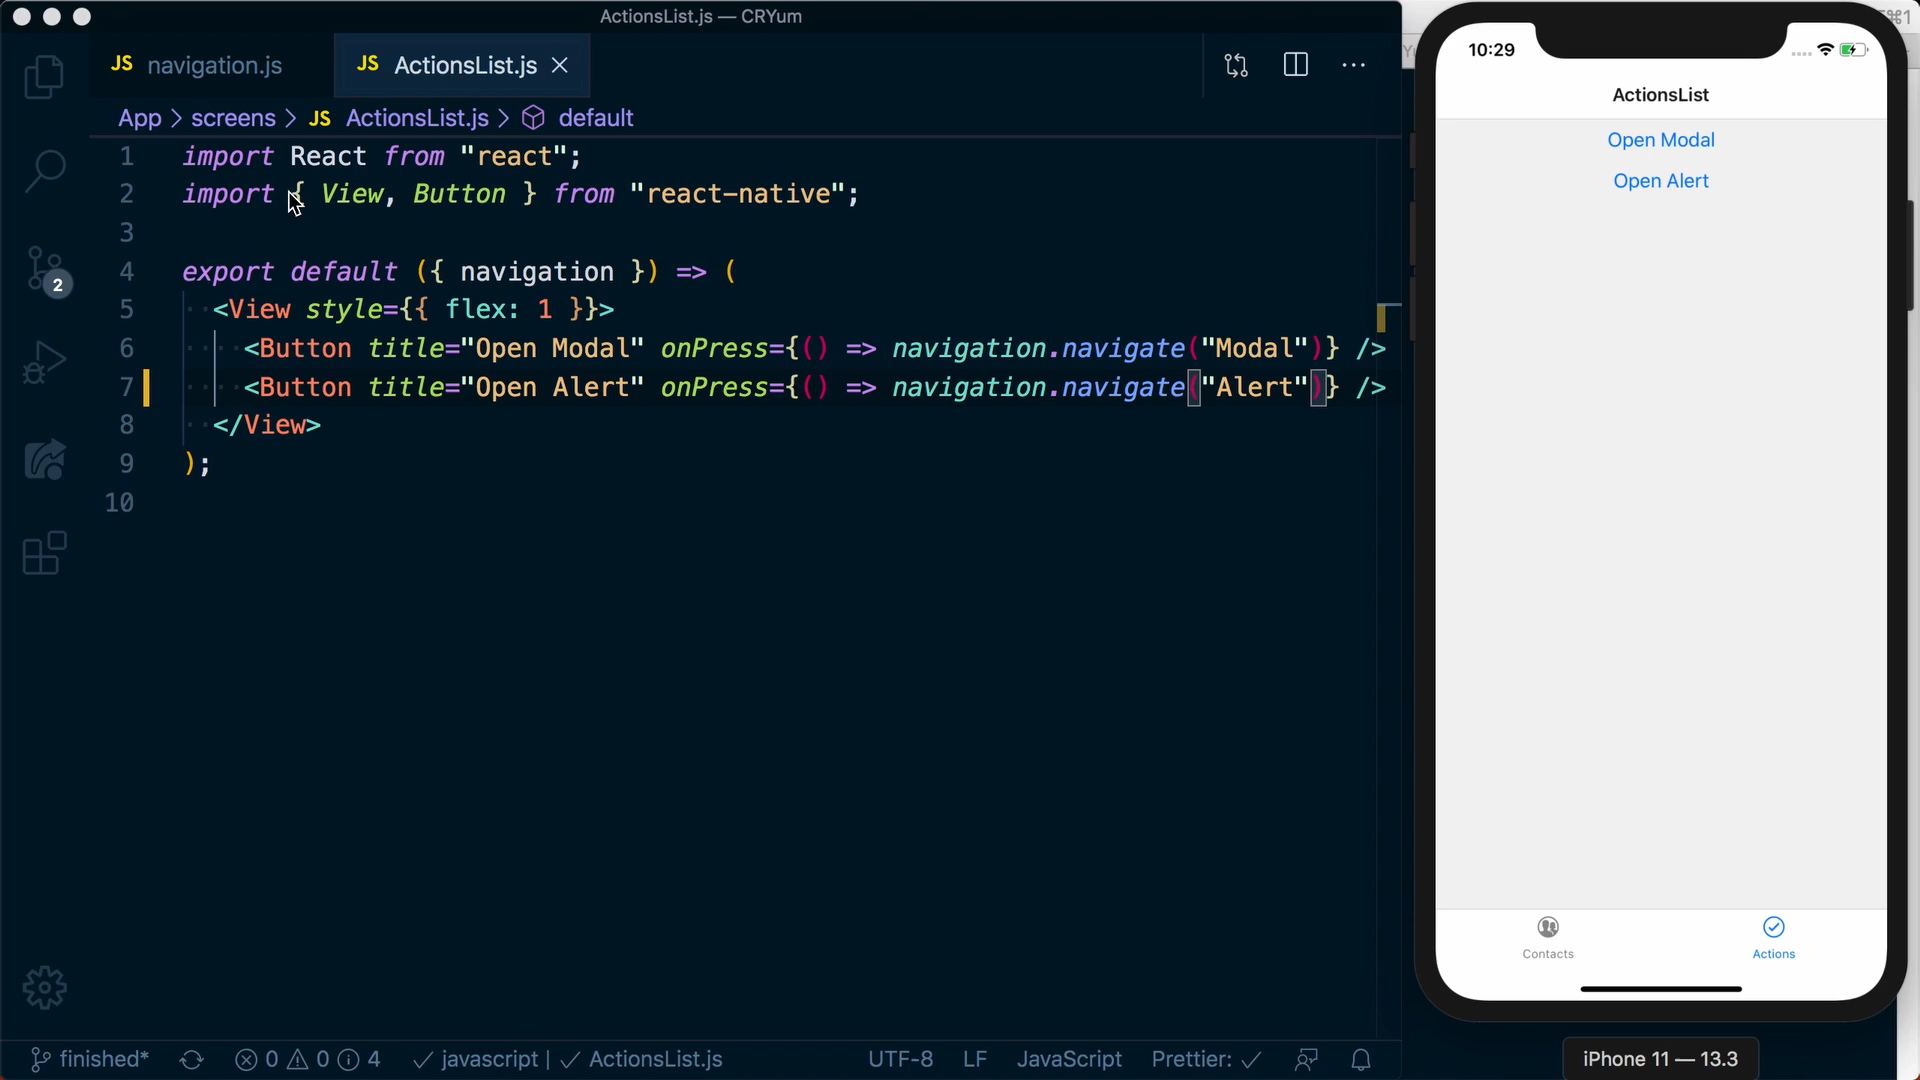 ActionsList.js — CRYum
JS navigation.js
JS ActionsList.js
App > screens > JS ActionsList.js > default
1 import React from "react";
2 import { View, Button } from "react-native";
3
4 export default ({ navigation }) => (
5 <View style={{ flex: 1 }}>
6 <Button title="Open Modal" onPress={() => navigation.navigate("Modal")} />
7 <Button title="Open Alert" onPress={() => navigation.navigate("Alert")} />
8 </View>
9 );
10
2
finished* 0 0 4 javascript | ActionsList.js UTF-8 LF JavaScript Prettier:
⌘1
10:29
ActionsList
Open Modal
Open Alert
Contacts Actions
iPhone 11 — 13.3